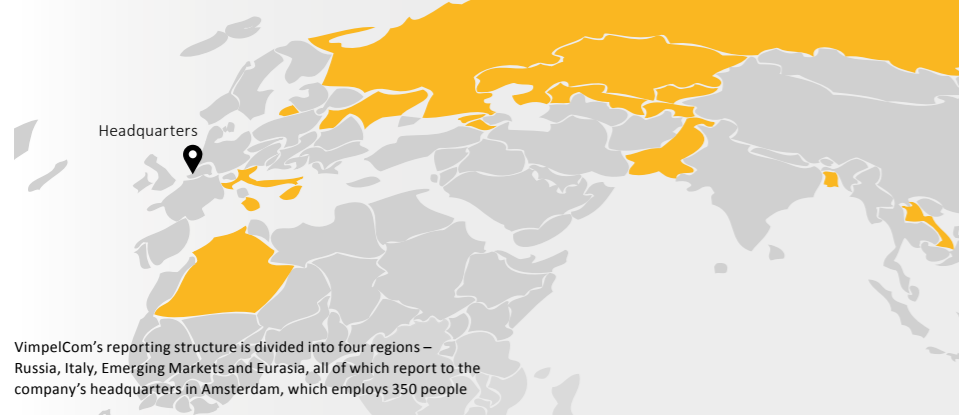 Headquarters
VimpelCom’s reporting structure is divided into four regions –
Russia, Italy, Emerging Markets and Eurasia, all of which report to the
company’s headquarters in Amsterdam, which employs 350 people